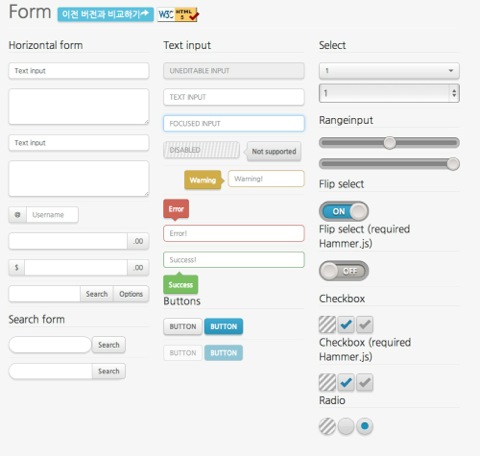 Form 이전 버전과 비교하기 W3C HTML 5
Horizontal form
Text input
Text input
@ Username
.00
$ .00
Search Options
Search form
Search
Search
Text input
UNEDITABLE INPUT
TEXT INPUT
FOCUSED INPUT
DISABLED Not supported
Warning Warning!
Error
Error!
Success!
Success
Buttons
BUTTON BUTTON
BUTTON BUTTON
Select
1
1
Rangeinput
Flip select
ON
Flip select (required
Hammer.js)
OFF
Checkbox
Checkbox (required
Hammer.js)
Radio